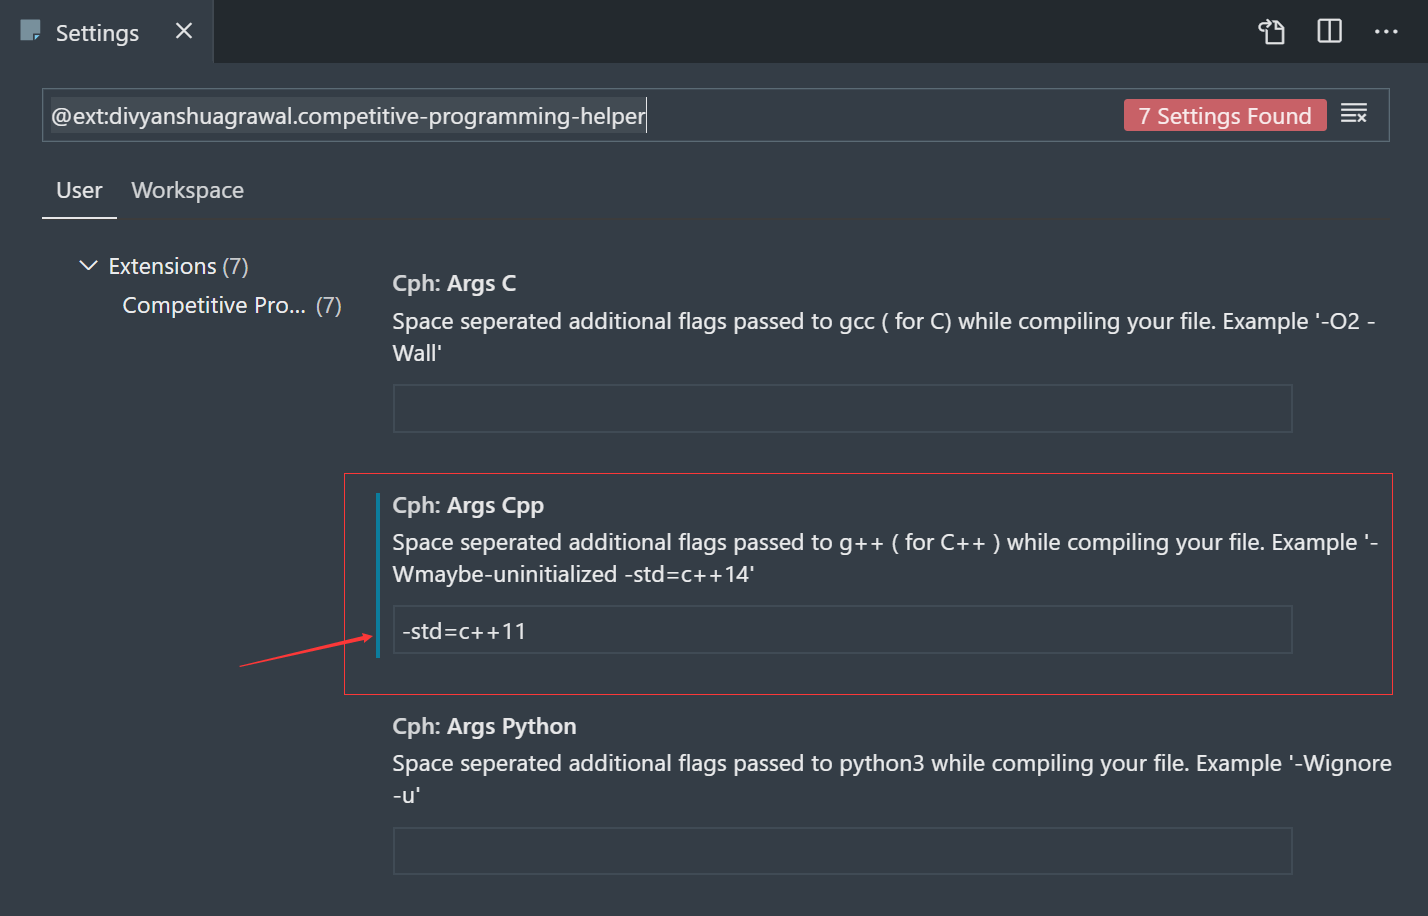 Settings
@ext:divyanshuagrawal.competitive-programming-helper
7 Settings Found
User
Workspace
Extensions (7)
Competitive Pro... (7)
Cph: Args C
Space seperated additional flags passed to gcc ( for C) while compiling your file. Example '-O2 -
Wall'
Cph: Args Cpp
Space seperated additional flags passed to g++ ( for C++ ) while compiling your file. Example '-
Wmaybe-uninitialized -std=c++14'
-std=c++11
Cph: Args Python
Space seperated additional flags passed to python3 while compiling your file. Example '-Wignore
-u'